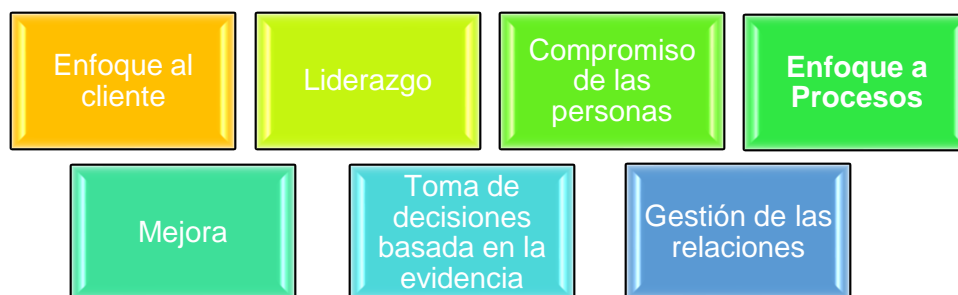 Enfoque al
cliente
Liderazgo
Compromiso
de las
personas
Enfoque a
Procesos
Mejora
Toma de
decisiones
basada en la
evidencia
Gestión de las
relaciones